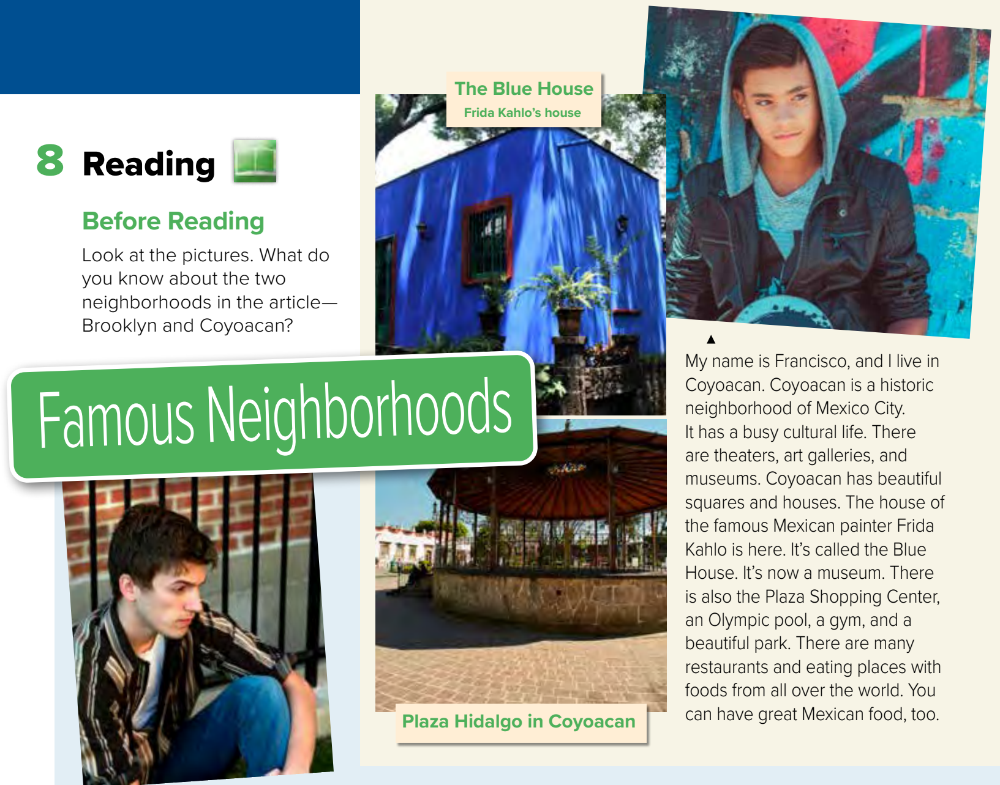 8 Reading
Before Reading
Look at the pictures. What do
you know about the two
neighborhoods in the article—
Brooklyn and Coyoacan?
Famous Neighborhoods
The Blue House
Frida Kahlo’s house
Plaza Hidalgo in Coyoacan
My name is Francisco, and I live in
Coyoacan. Coyoacan is a historic
neighborhood of Mexico City.
It has a busy cultural life. There
are theaters, art galleries, and
museums. Coyoacan has beautiful
squares and houses. The house of
the famous Mexican painter Frida
Kahlo is here. It’s called the Blue
House. It’s now a museum. There
is also the Plaza Shopping Center,
an Olympic pool, a gym, and a
beautiful park. There are many
restaurants and eating places with
foods from all over the world. You
can have great Mexican food, too.